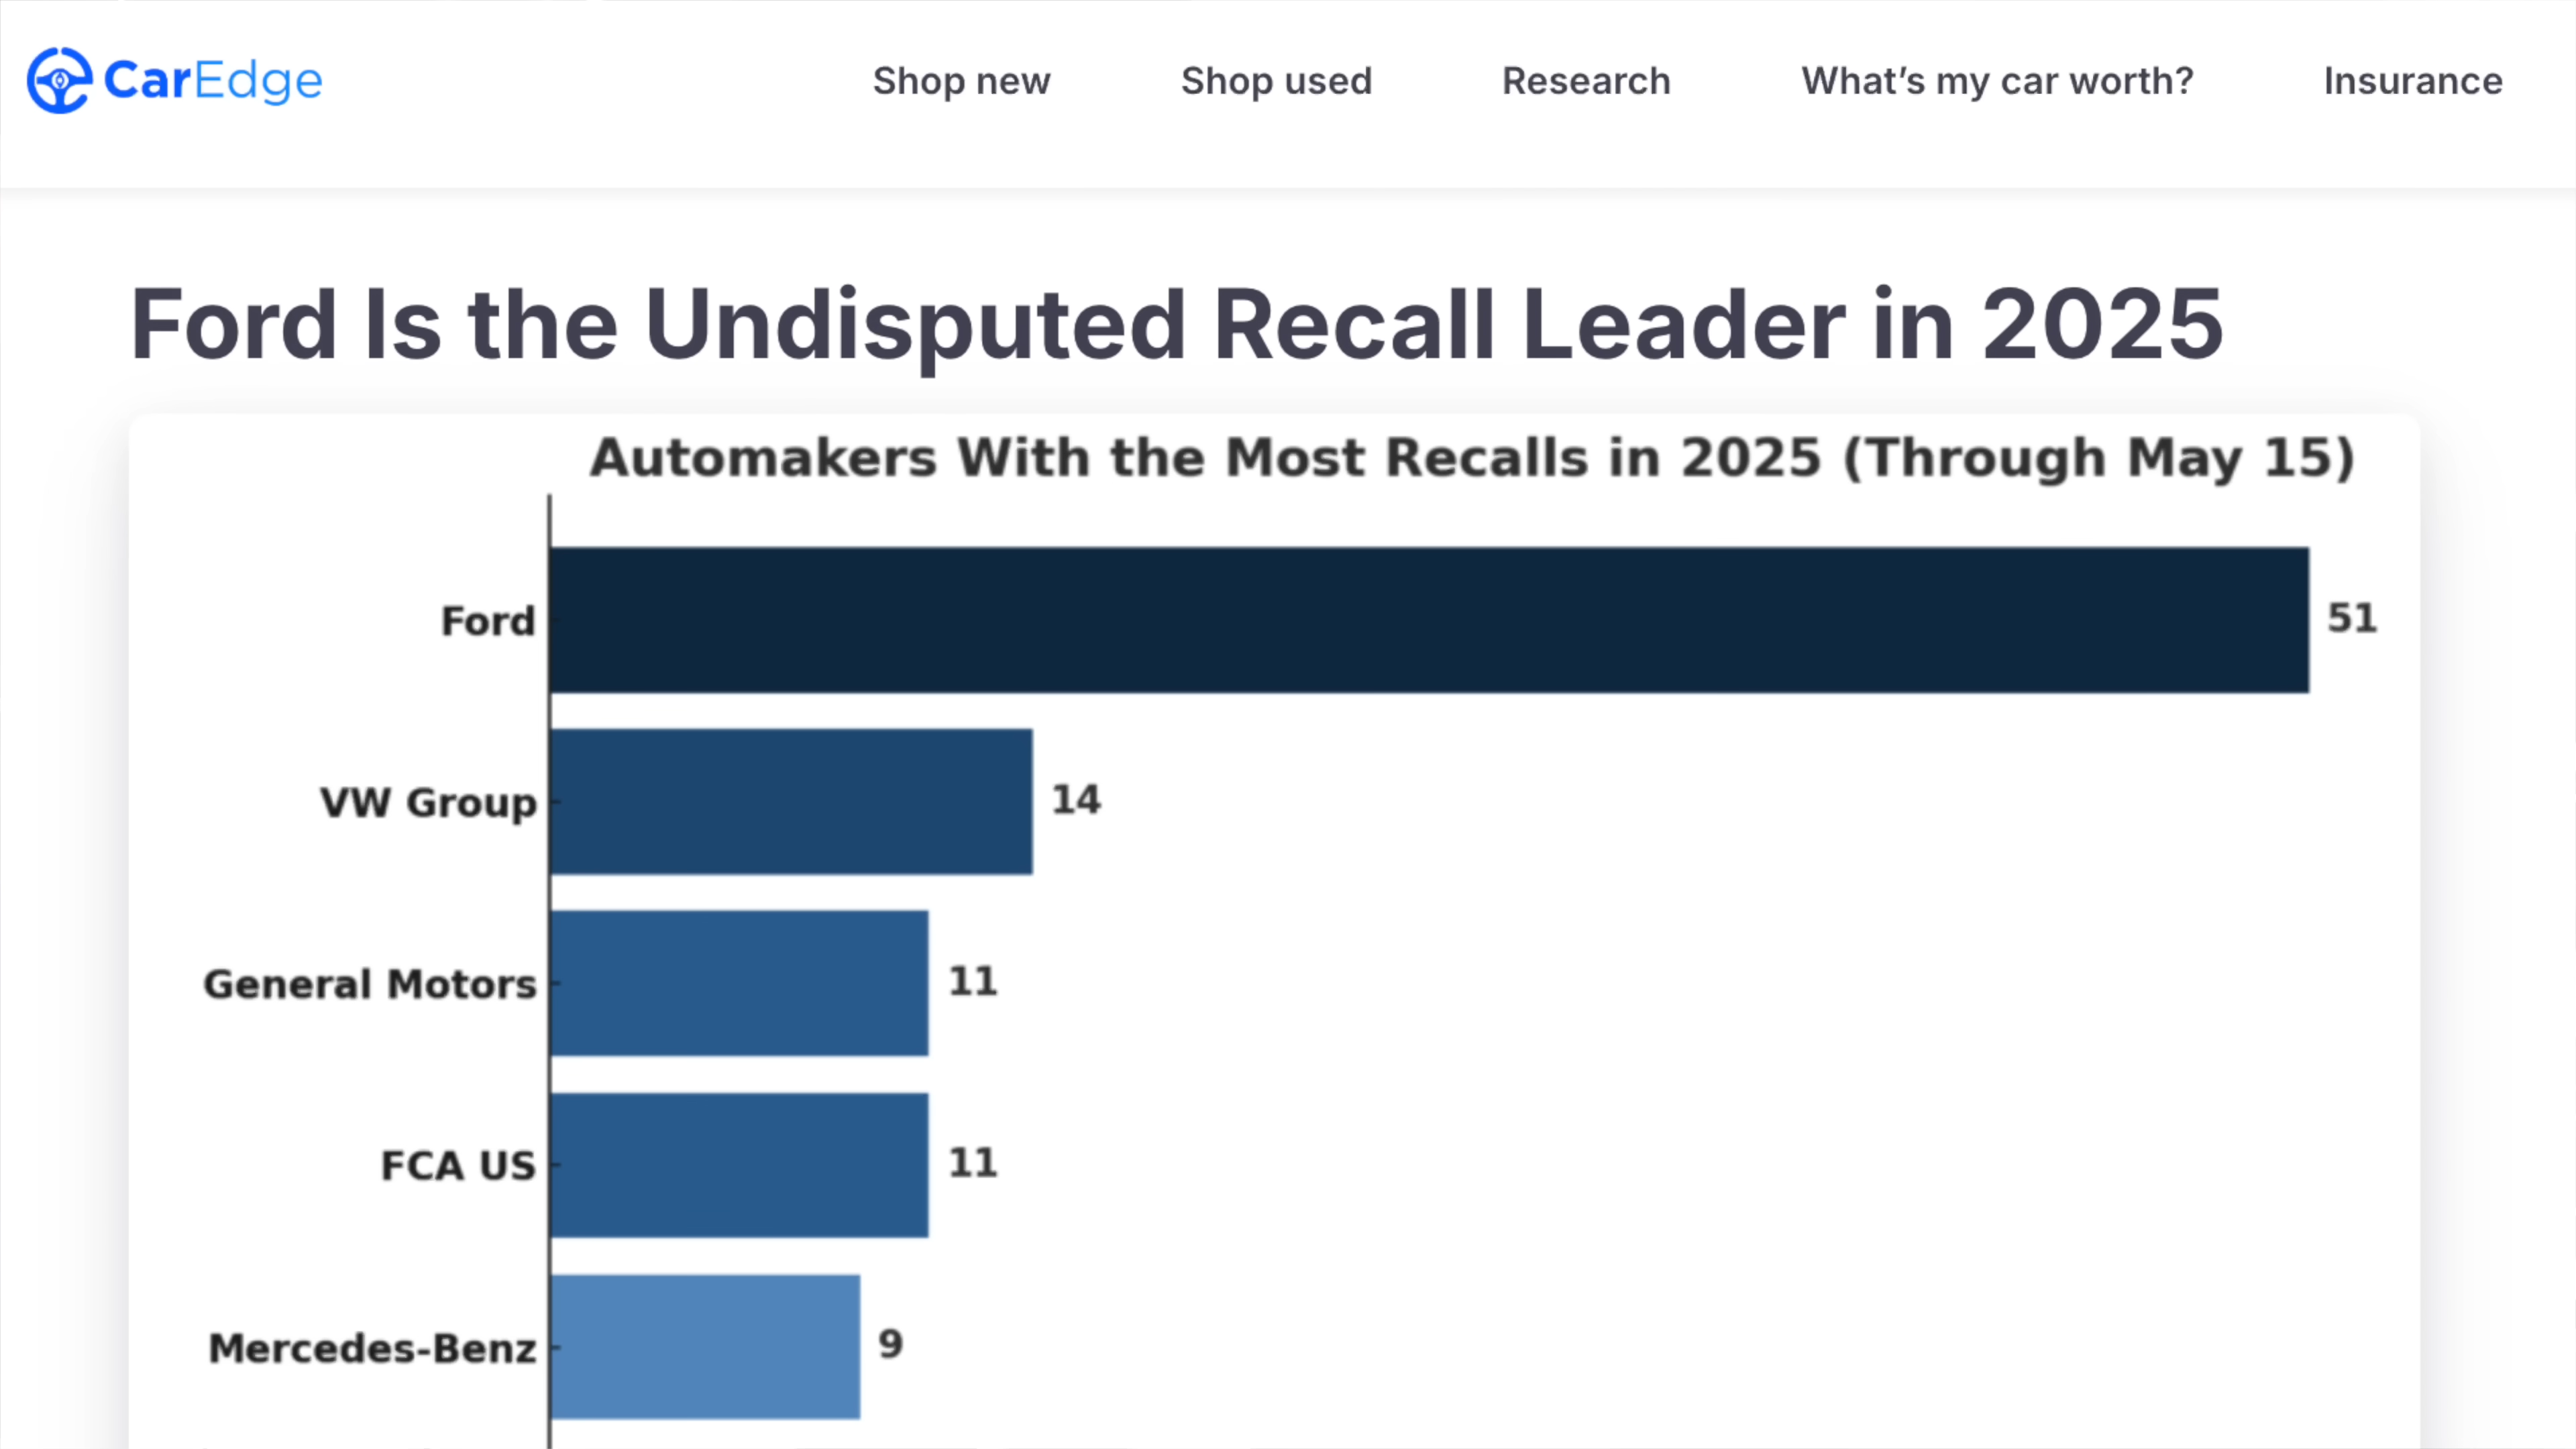 CarEdge
Shop new
Shop used
Research
What's my car worth?
Insurance
Ford Is the Undisputed Recall Leader in 2025
Automakers With the Most Recalls in 2025 (Through May 15)
Ford 51
VW Group 14
General Motors 11
FCA US 11
Mercedes-Benz 9